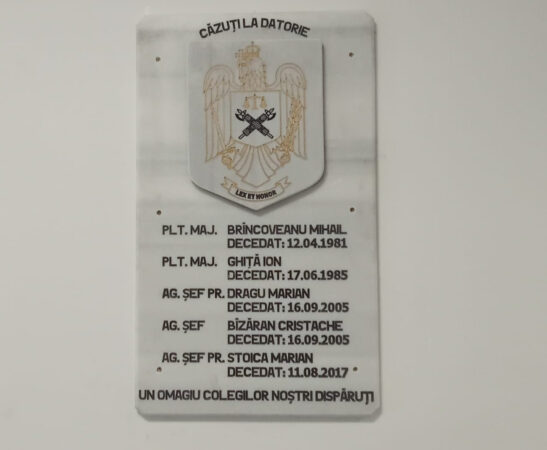 CĂZUȚI LA DATORIE
LEX ET HONOR
PLT. MAJ. BRÎNCOVEANU MIHAIL
DECEDAT: 12.04.1981
PLT. MAJ. GHIȚĂ ION
DECEDAT: 17.06.1985
AG. ȘEF PR. DRAGU MARIAN
DECEDAT: 16.09.2005
AG. ȘEF BÎZĂRAN CRISTACHE
DECEDAT: 16.09.2005
AG. ȘEF PR. STOICA MARIAN
DECEDAT: 11.08.2017
UN OMAGIU COLEGILOR NOȘTRI DISPĂRUȚI